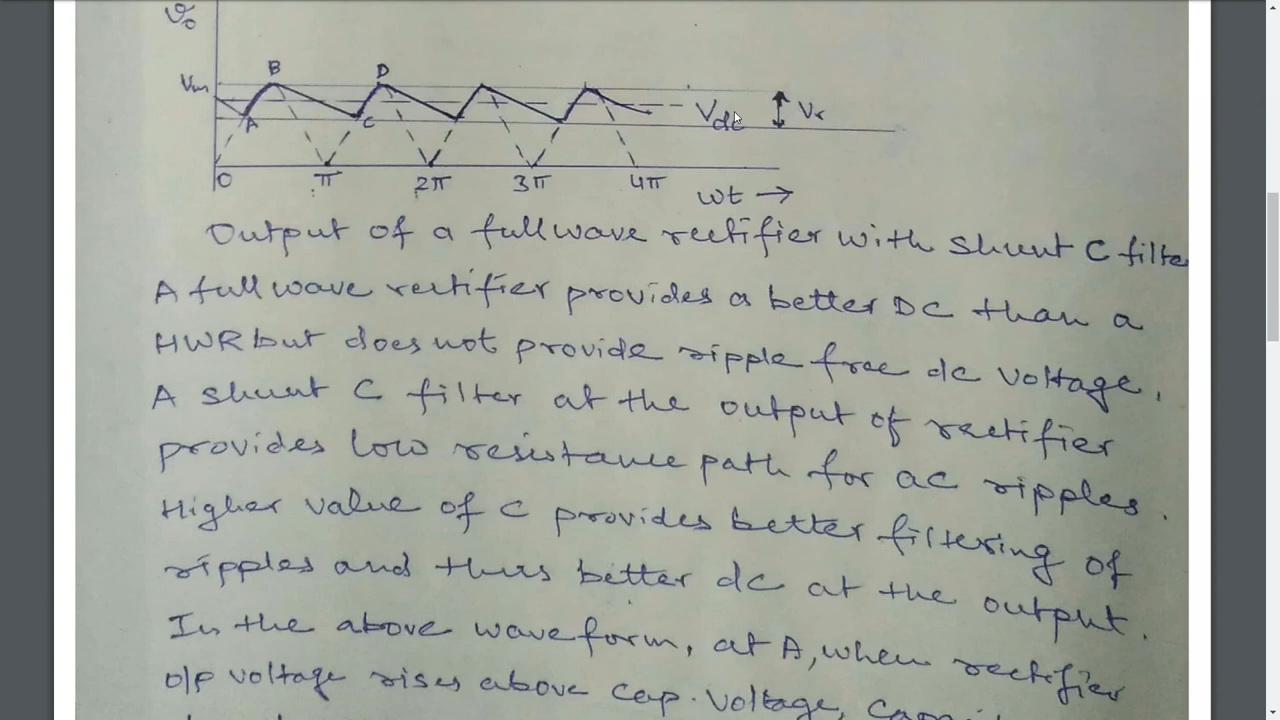 v₀
Vm B D
A C Vdc Vr
0 π 2π 3π 4π
wt →
Output of a fullwave rectifier with shunt C filte
A fullwave rectifier provides a better DC than a
HWR but does not provide ripple free dc voltage.
A shunt C filter at the output of rectifier
provides low resistance path for ac ripples.
Higher value of C provides better filtering of
ripples and thus better dc at the output.
In the above waveform, at A, when rectifier
o/p voltage rises above cap. voltage,